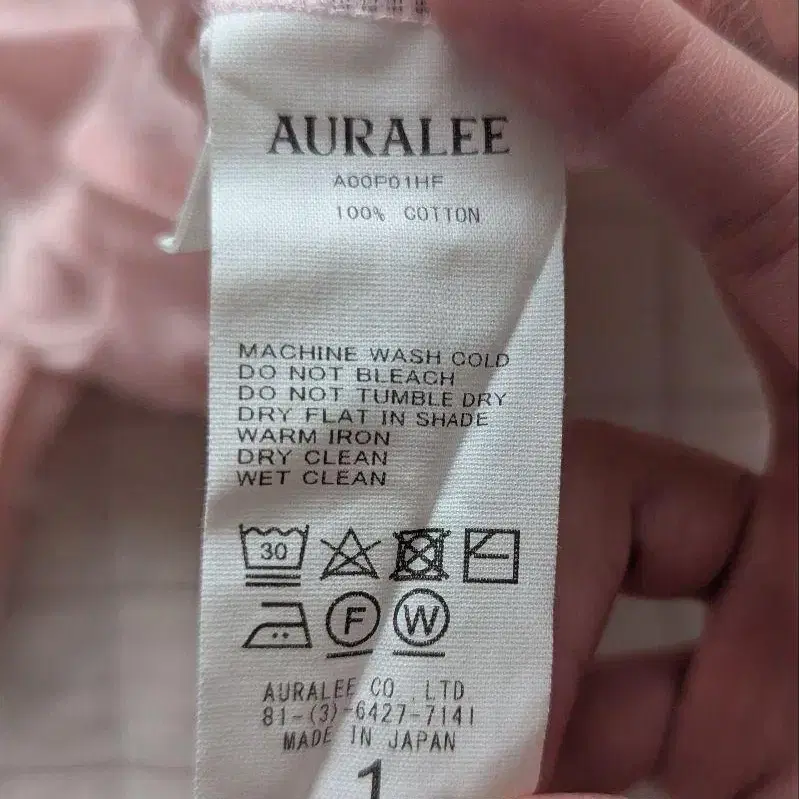 AURALEE
A00P01HF
100% COTTON
MACHINE WASH COLD
DO NOT BLEACH
DO NOT TUMBLE DRY
DRY FLAT IN SHADE
WARM IRON
DRY CLEAN
WET CLEAN
30
F W
AURALEE CO.,LTD
81-(3)-6427-7141
MADE IN JAPAN
1